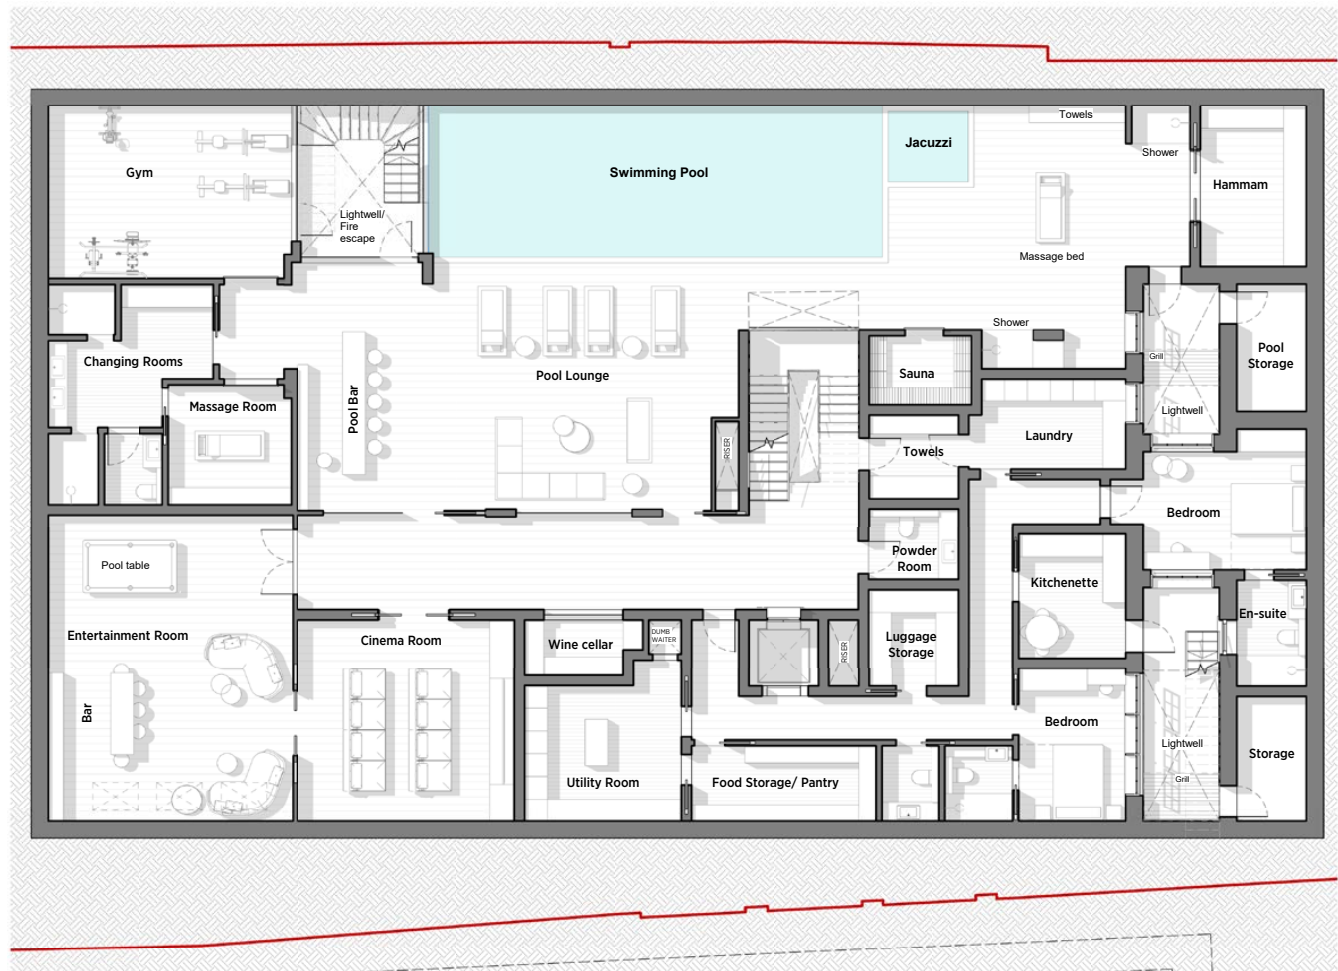 Towels
Jacuzzi
Shower
Gym
Swimming Pool
Hammam
Lightwell/
Fire
escape
Massage bed
Shower
Changing Rooms
Pool Lounge
Sauna
Grill
Pool
Storage
Massage Room
Pool Bar
Lightwell
RISER
Laundry
Towels
Bedroom
Pool table
Powder
Room
Kitchenette
Entertainment Room
Cinema Room
Wine cellar
DUMB
WAITER
RISER
Luggage
Storage
En-suite
Bar
Bedroom
Lightwell
Storage
Utility Room
Food Storage/ Pantry
Grill